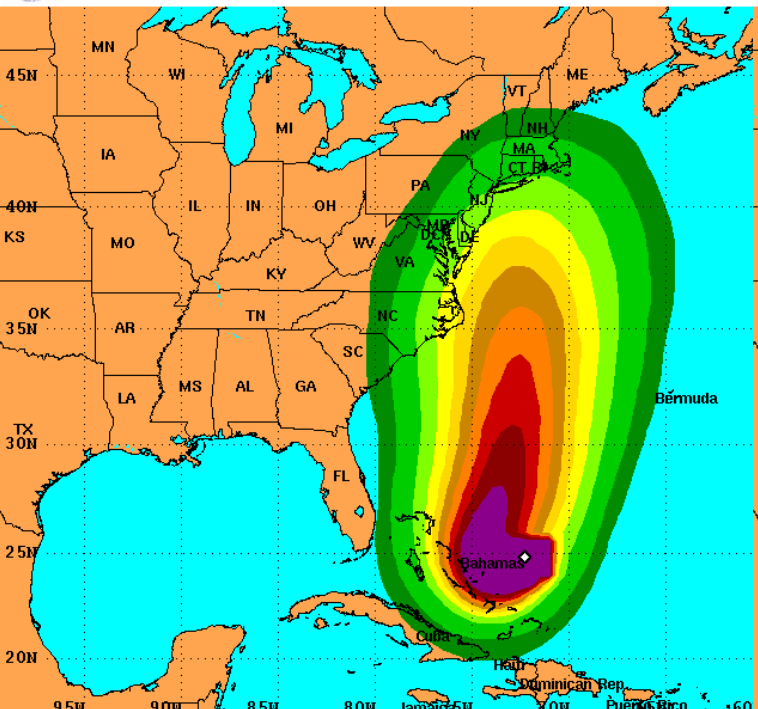 MN
ME
45N
WI
VT
MI
NY
NH
MA
IA
CT RI
PA
40N
IL
IN
OH
NJ
MD
KS
MO
WV
DC
DE
VA
KY
OK
TN
NC
35N
AR
SC
MS
AL
GA
LA
Bermuda
TX
30N
FL
25N
Bahamas
Cuba
20N
Haiti
Dominican Rep
95W
90W
85W
80W
Jamaica
Puerto Rico
60